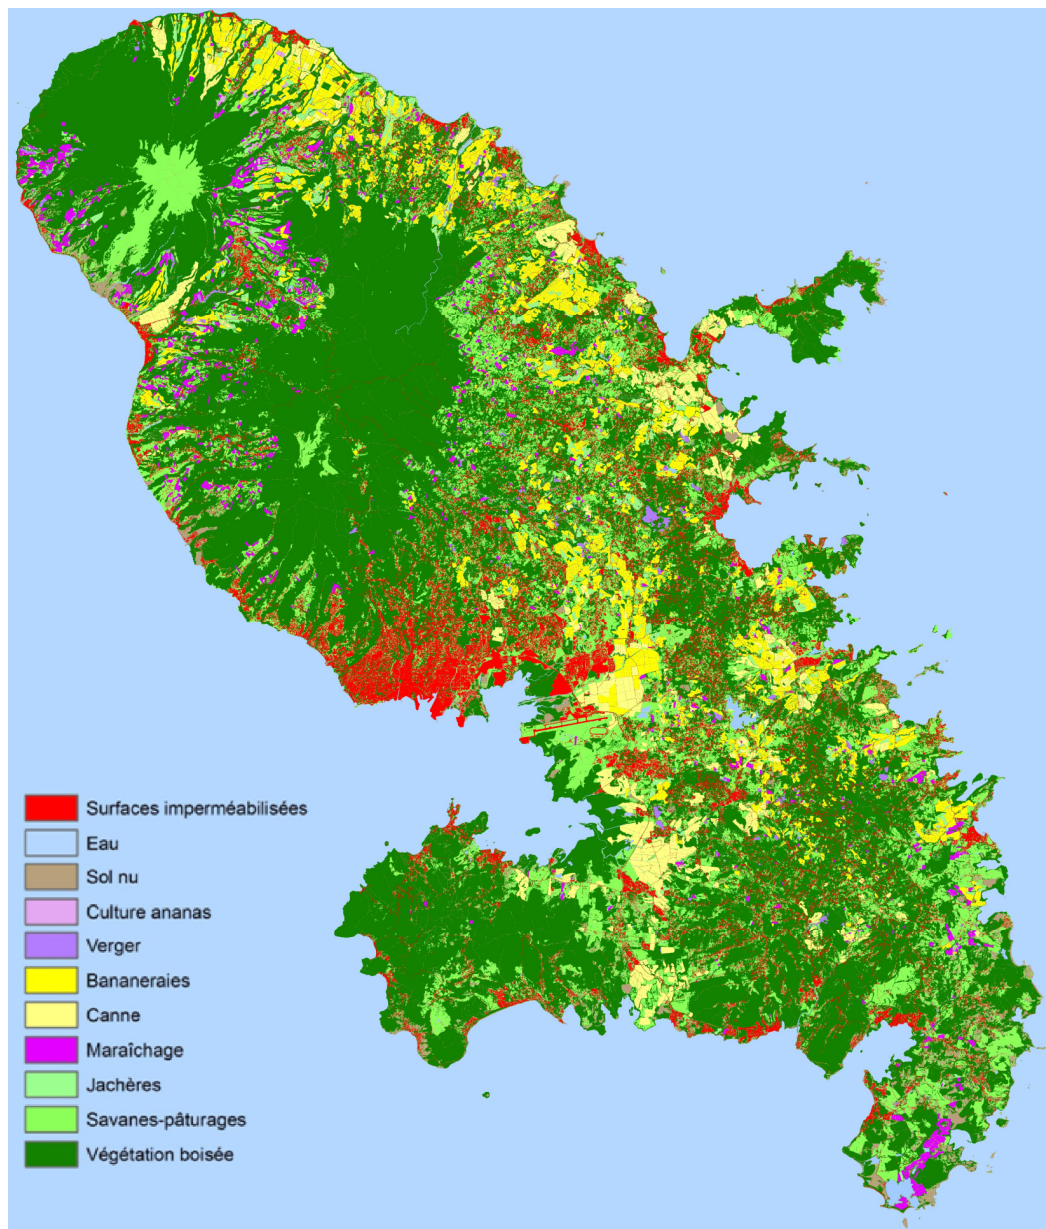 Surfaces imperméabilisées
Eau
Sol nu
Culture ananas
Verger
Bananeraies
Canne
Maraîchage
Jachères
Savanes-pâturages
Végétation boisée